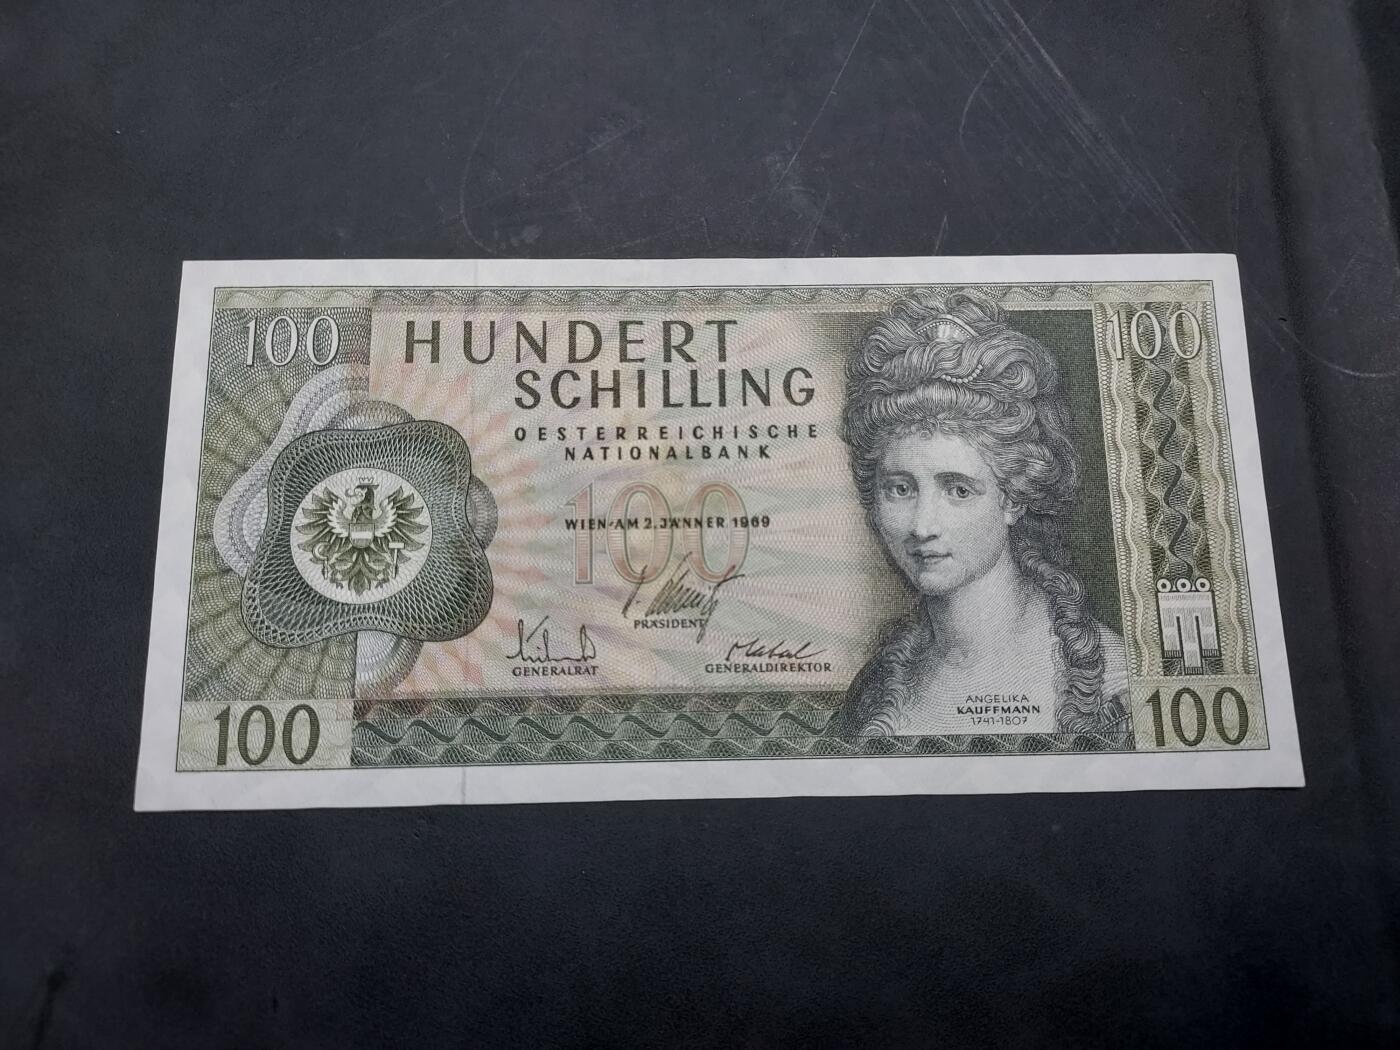 100
HUNDERT
SCHILLING
100
OESTERREICHISCHE
NATIONALBANK
100
WIEN·AM 2. JÄNNER 1969
PRÄSIDENT
GENERALRAT
GENERALDIREKTOR
ANGELIKA
KAUFFMANN
1741-1807
100
100